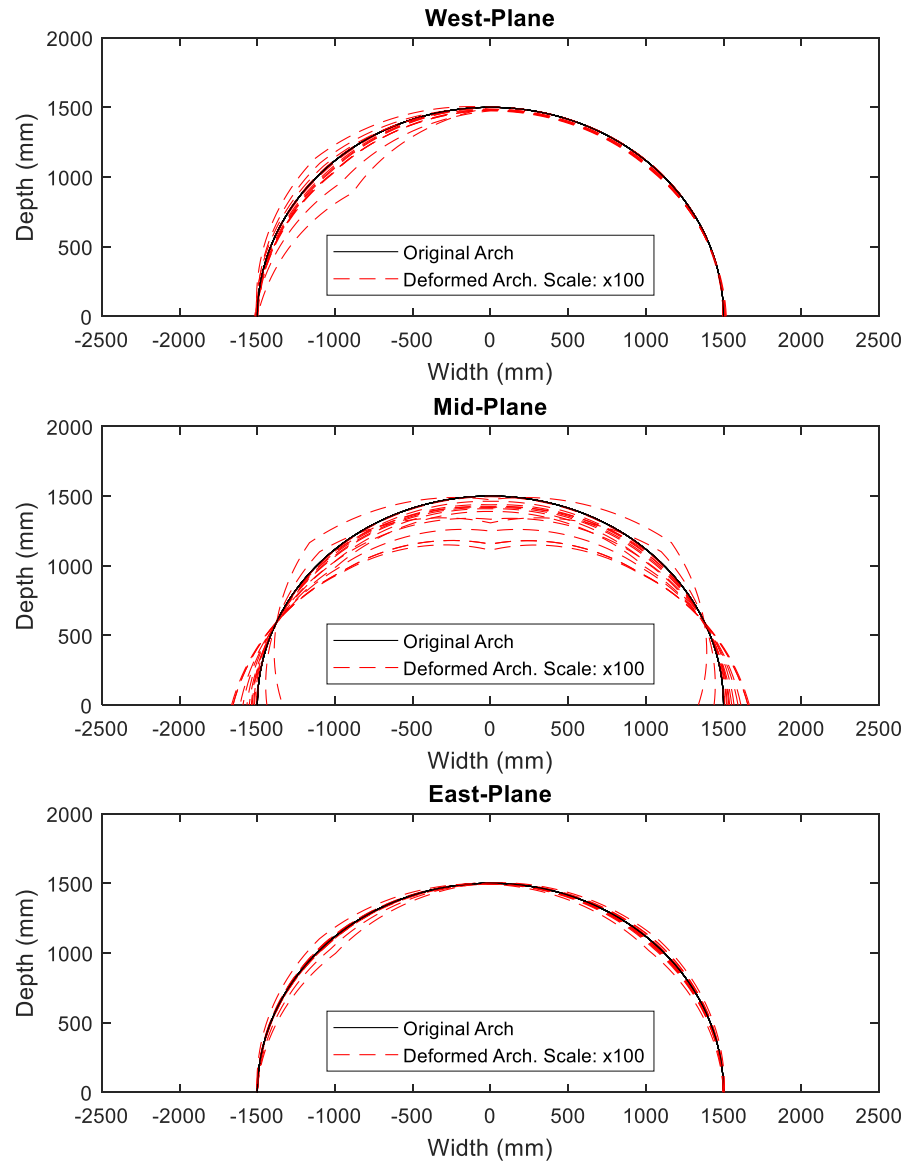 West-Plane
2000
1500
1000
500
0
Depth (mm)
Original Arch
Deformed Arch. Scale: x100
-2500 -2000 -1500 -1000 -500 0 500 1000 1500 2000 2500
Width (mm)
Mid-Plane
2000
1500
1000
500
0
Depth (mm)
Original Arch
Deformed Arch. Scale: x100
-2500 -2000 -1500 -1000 -500 0 500 1000 1500 2000 2500
Width (mm)
East-Plane
2000
1500
1000
500
0
Depth (mm)
Original Arch
Deformed Arch. Scale: x100
-2500 -2000 -1500 -1000 -500 0 500 1000 1500 2000 2500
Width (mm)